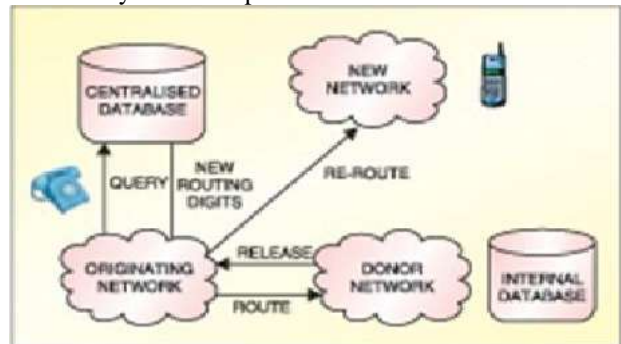 CENTRALISED
DATABASE
NEW
NETWORK
QUERY
NEW
ROUTING
DIGITS
RE-ROUTE
ORIGINATING
NETWORK
RELEASE
ROUTE
DONOR
NETWORK
INTERNAL
DATABASE